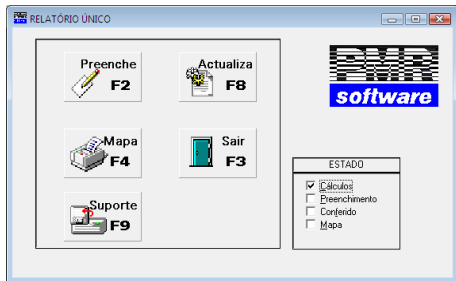 RELATÓRIO ÚNICO
Preenche
F2
Actualiza
F8
PMR
software
Mapa
F4
Sair
F3
Suporte
F9
ESTADO
Cálculos
Preenchimento
Conferido
Mapa